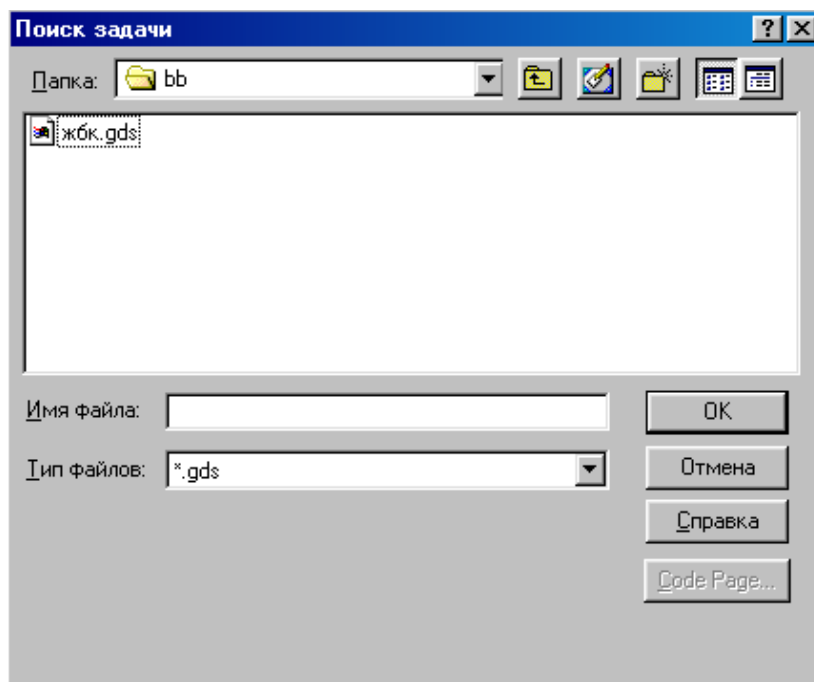 Поиск задачи
Папка: bb
жбк.gds
Имя файла:
OK
Тип файлов: *.gds
Отмена
Справка
Code Page...